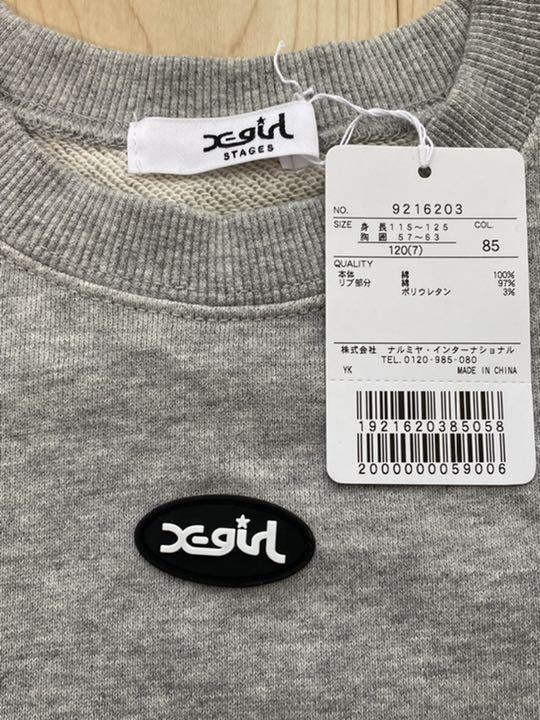 X-girl
STAGES
NO. 9216203
SIZE 身長 115～125 COL.
胸囲 57～63 85
120(7)
QUALITY
本体 綿 100%
リブ部分 綿 97%
ポリウレタン 3%
株式会社 ナルミヤ・インターナショナル
TEL.0120-985-080
YK MADE IN CHINA
1921620385058
2000000059006
X-girl